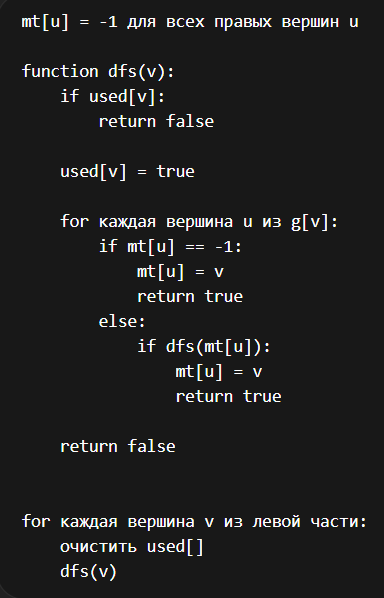 mt[u] = -1 для всех правых вершин u

function dfs(v):
    if used[v]:
        return false

    used[v] = true

    for каждая вершина u из g[v]:
        if mt[u] == -1:
            mt[u] = v
            return true
        else:
            if dfs(mt[u]):
                mt[u] = v
                return true

    return false


for каждая вершина v из левой части:
    очистить used[]
    dfs(v)